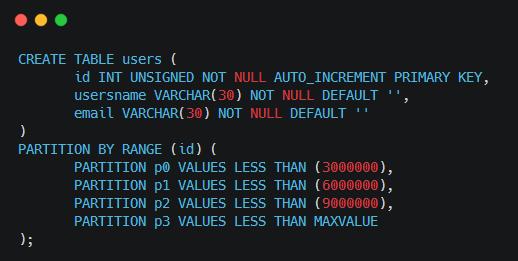 CREATE TABLE users (
id INT UNSIGNED NOT NULL AUTO_INCREMENT PRIMARY KEY,
usersname VARCHAR(30) NOT NULL DEFAULT '',
email VARCHAR(30) NOT NULL DEFAULT ''
)
PARTITION BY RANGE (id) (
PARTITION p0 VALUES LESS THAN (3000000),
PARTITION p1 VALUES LESS THAN (6000000),
PARTITION p2 VALUES LESS THAN (9000000),
PARTITION p3 VALUES LESS THAN MAXVALUE
);